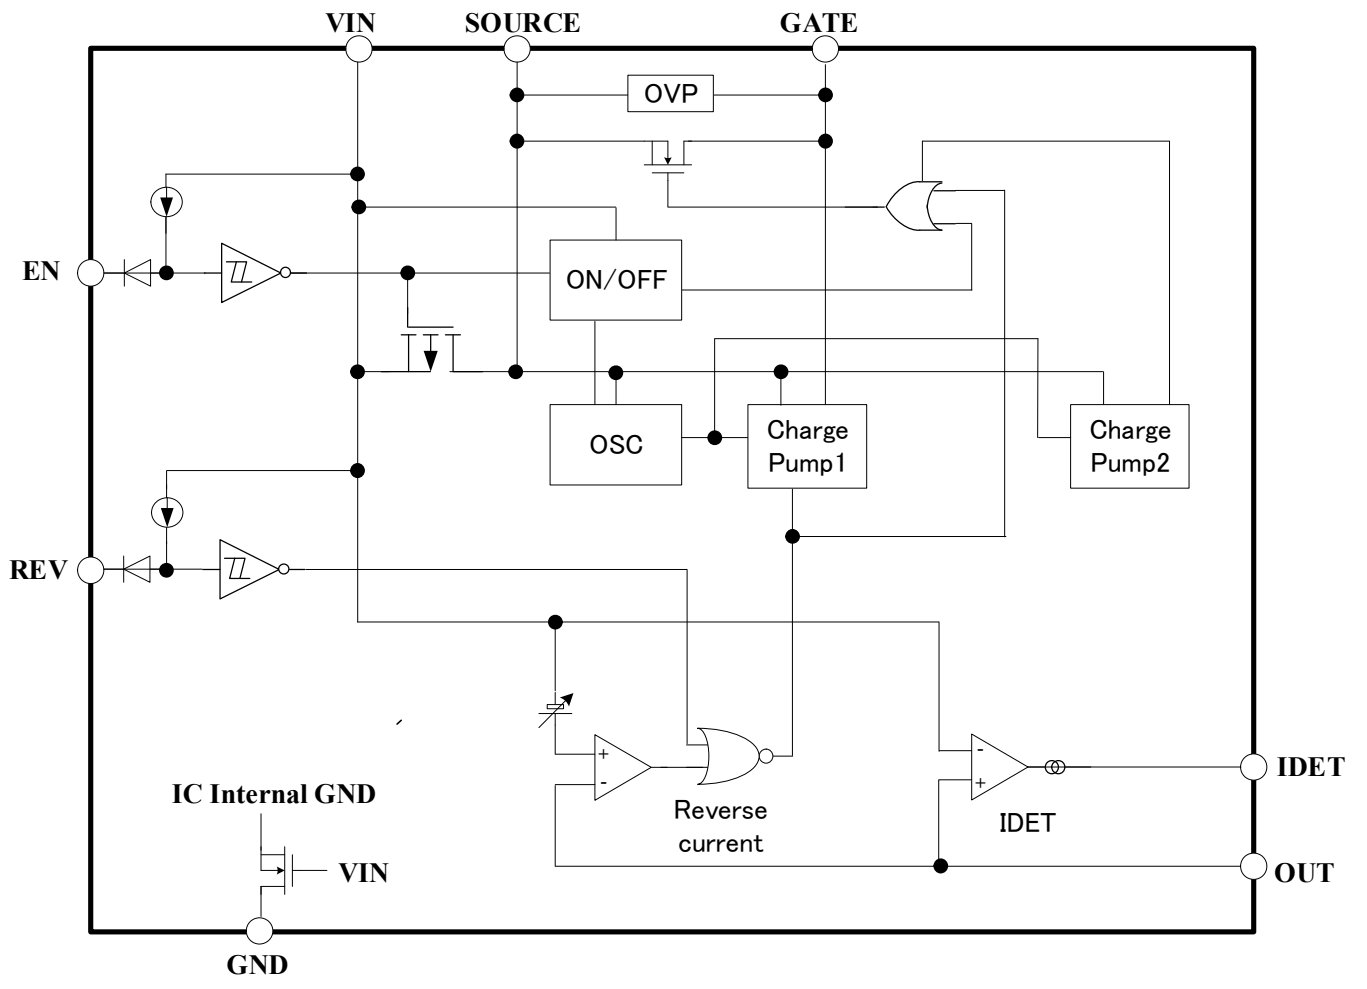 VIN
SOURCE
GATE
OVP
EN
ON/OFF
OSC
Charge
Pump1
Charge
Pump2
REV
+
-
-
+
IDET
IC Internal GND
Reverse
current
IDET
VIN
OUT
GND